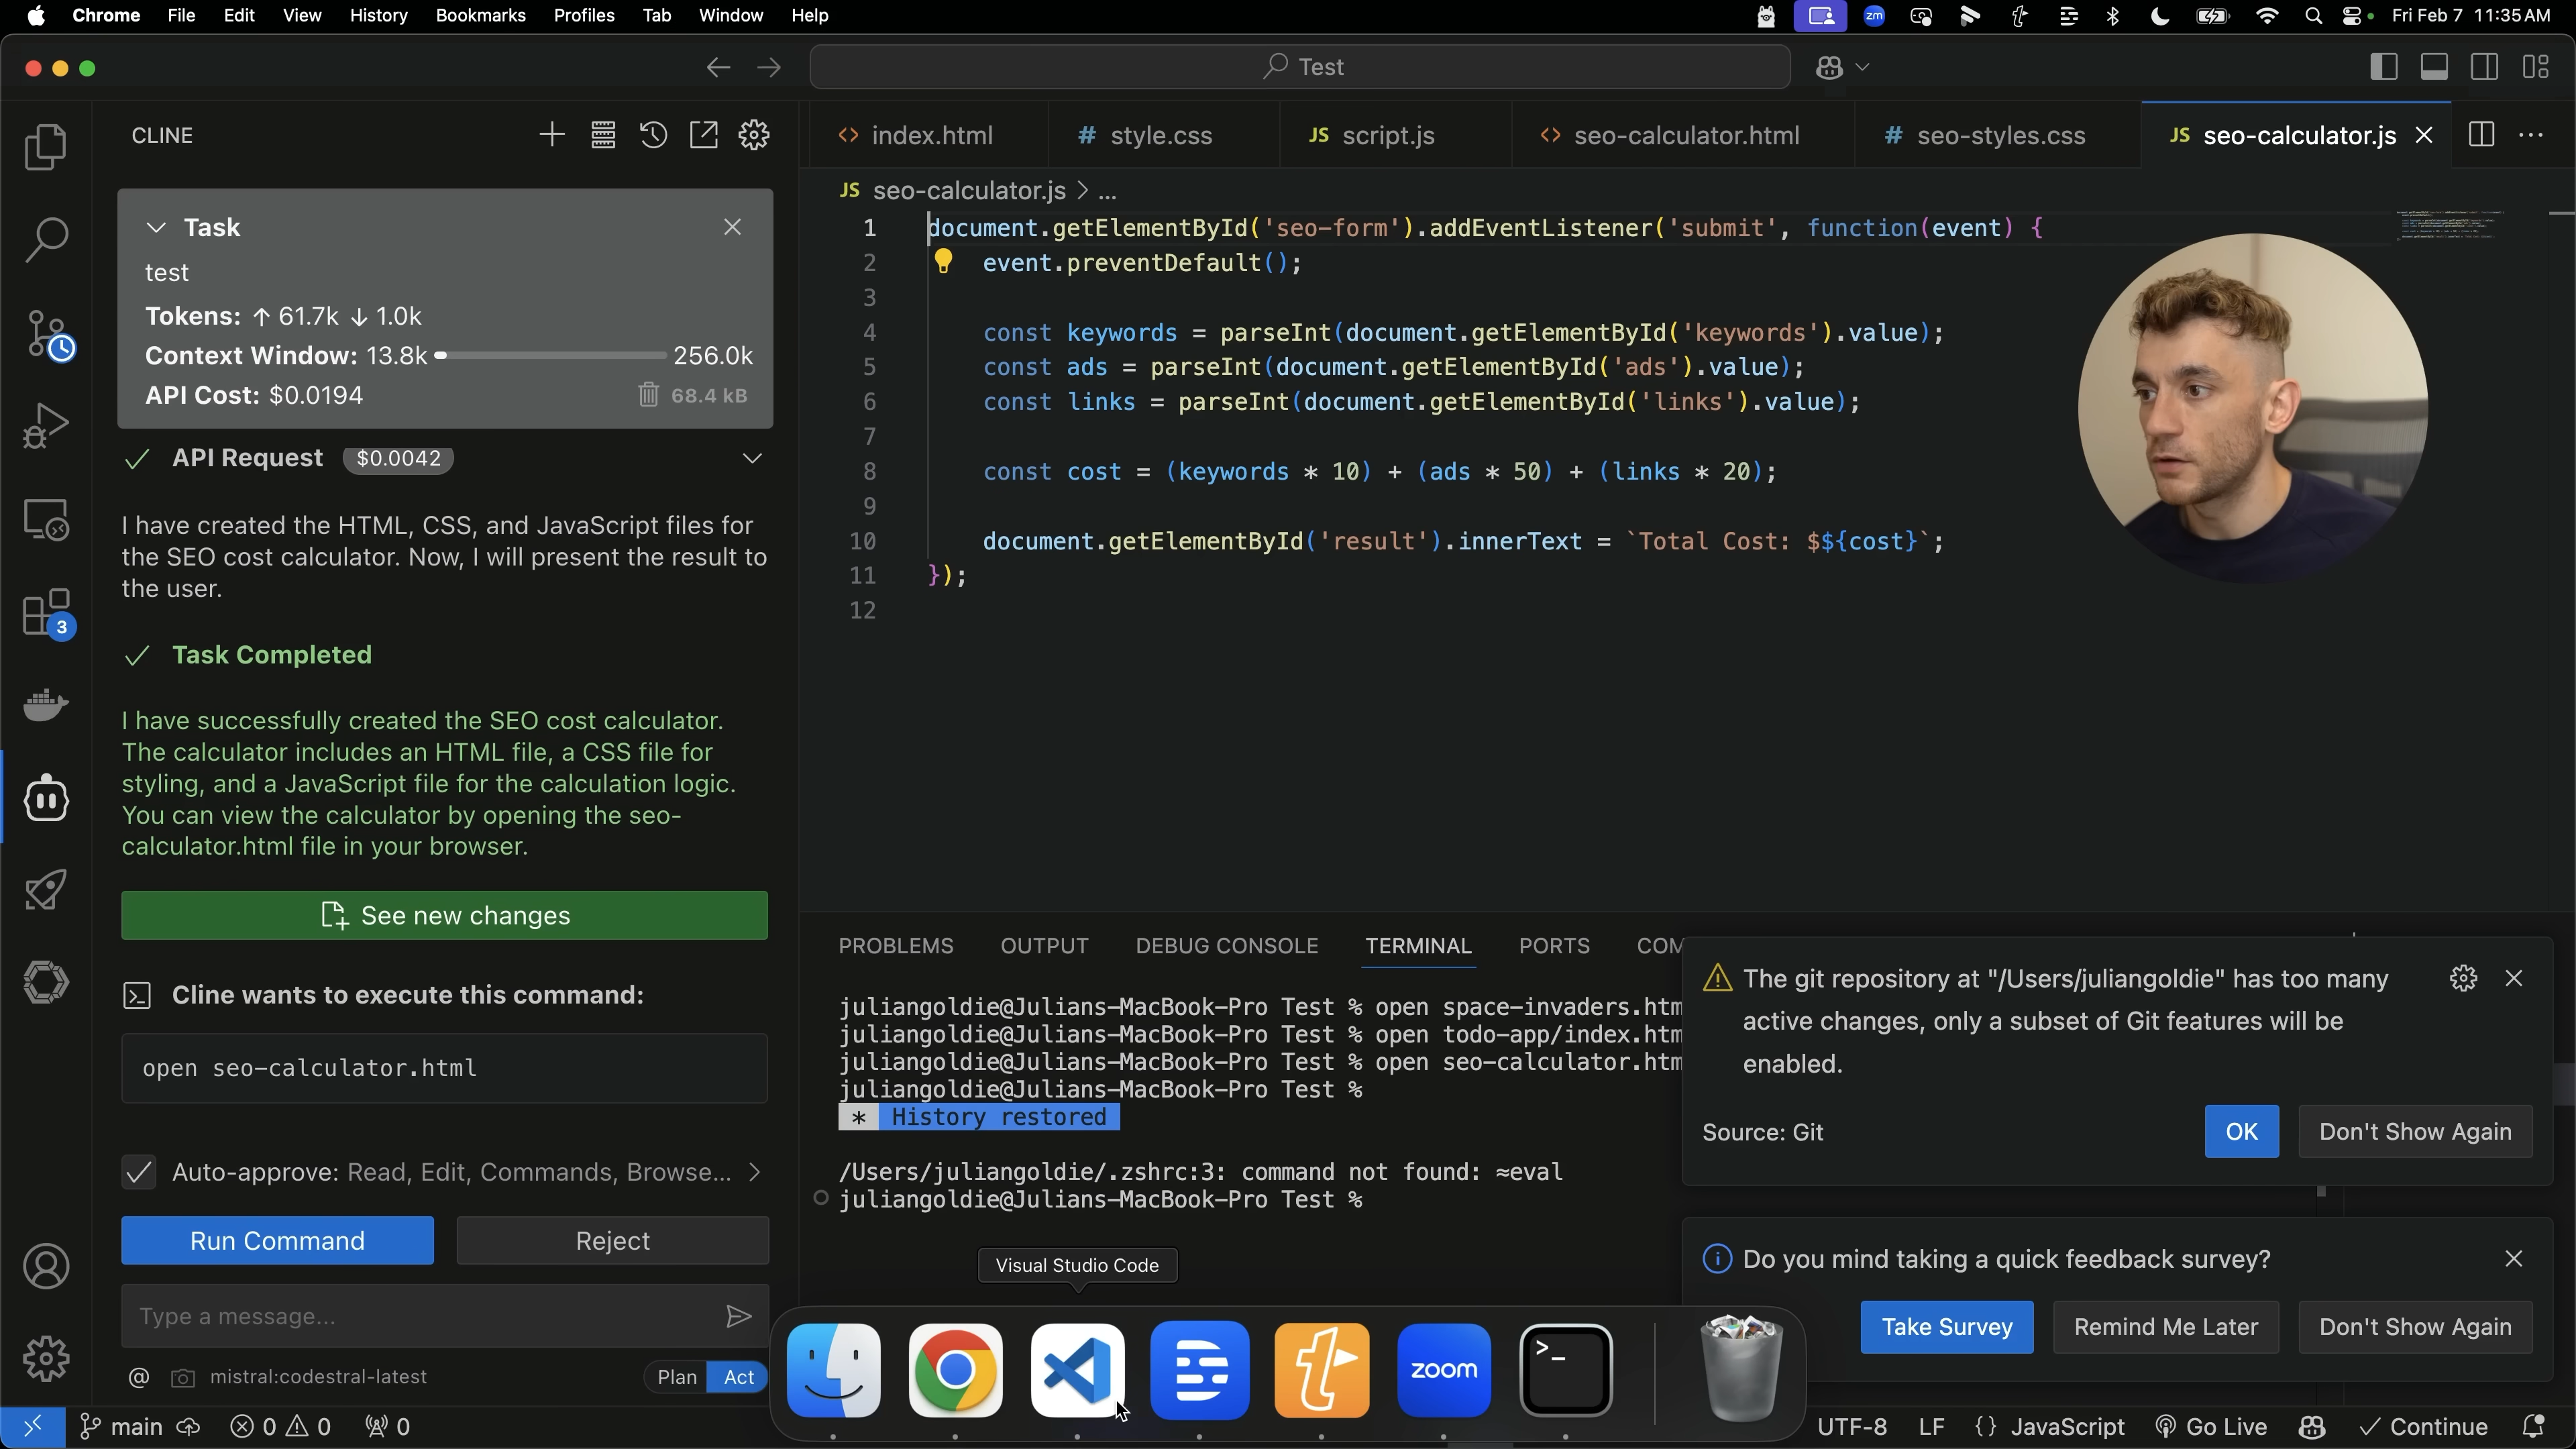 Chrome File Edit View History Bookmarks Profiles Tab Window Help
zm
Fri Feb 7 11:35 AM
Test
CLINE
Task
test
Tokens: ↑ 61.7k ↓ 1.0k
Context Window: 13.8k 256.0k
API Cost: $0.0194 68.4 kB
API Request $0.0042
I have created the HTML, CSS, and JavaScript files for
the SEO cost calculator. Now, I will present the result to
the user.
Task Completed
I have successfully created the SEO cost calculator.
The calculator includes an HTML file, a CSS file for
styling, and a JavaScript file for the calculation logic.
You can view the calculator by opening the seo-
calculator.html file in your browser.
See new changes
Cline wants to execute this command:
open seo-calculator.html
Auto-approve: Read, Edit, Commands, Browse...
Run Command Reject
Type a message...
@ mistral:codestral-latest Plan Act
3
<> index.html # style.css JS script.js <> seo-calculator.html # seo-styles.css JS seo-calculator.js
JS seo-calculator.js > ...
1 document.getElementById('seo-form').addEventListener('submit', function(event) {
2 event.preventDefault();
3
4 const keywords = parseInt(document.getElementById('keywords').value);
5 const ads = parseInt(document.getElementById('ads').value);
6 const links = parseInt(document.getElementById('links').value);
7
8 const cost = (keywords * 10) + (ads * 50) + (links * 20);
9
10 document.getElementById('result').innerText = `Total Cost: $${cost}`;
11 });
12
PROBLEMS OUTPUT DEBUG CONSOLE TERMINAL PORTS COM
juliangoldie@Julians-MacBook-Pro Test % open space-invaders.htm
juliangoldie@Julians-MacBook-Pro Test % open todo-app/index.htm
juliangoldie@Julians-MacBook-Pro Test % open seo-calculator.htm
juliangoldie@Julians-MacBook-Pro Test %
* History restored
/Users/juliangoldie/.zshrc:3: command not found: ≈eval
juliangoldie@Julians-MacBook-Pro Test %
The git repository at "/Users/juliangoldie" has too many
active changes, only a subset of Git features will be
enabled.
Source: Git OK Don't Show Again
Do you mind taking a quick feedback survey?
Take Survey Remind Me Later Don't Show Again
Visual Studio Code
zoom
>_
main 0 0 0
UTF-8 LF {} JavaScript Go Live Continue